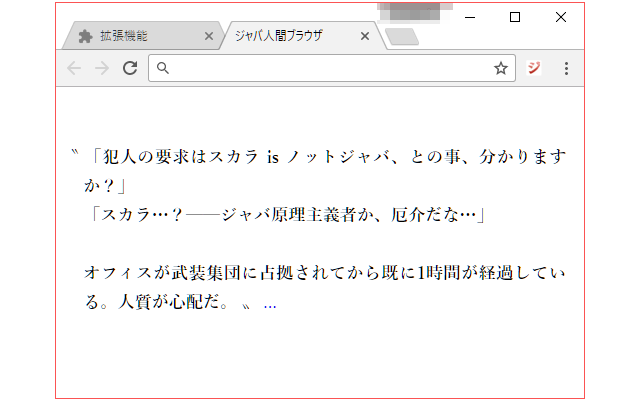 拡張機能
ジャバ人間ブラウザ
ジ
〝「犯人の要求はスカラ is ノットジャバ、との事、分かります
か？」
「スカラ…？──ジャバ原理主義者か、厄介だな…」
オフィスが武装集団に占拠されてから既に1時間が経過してい
る。人質が心配だ。〟...